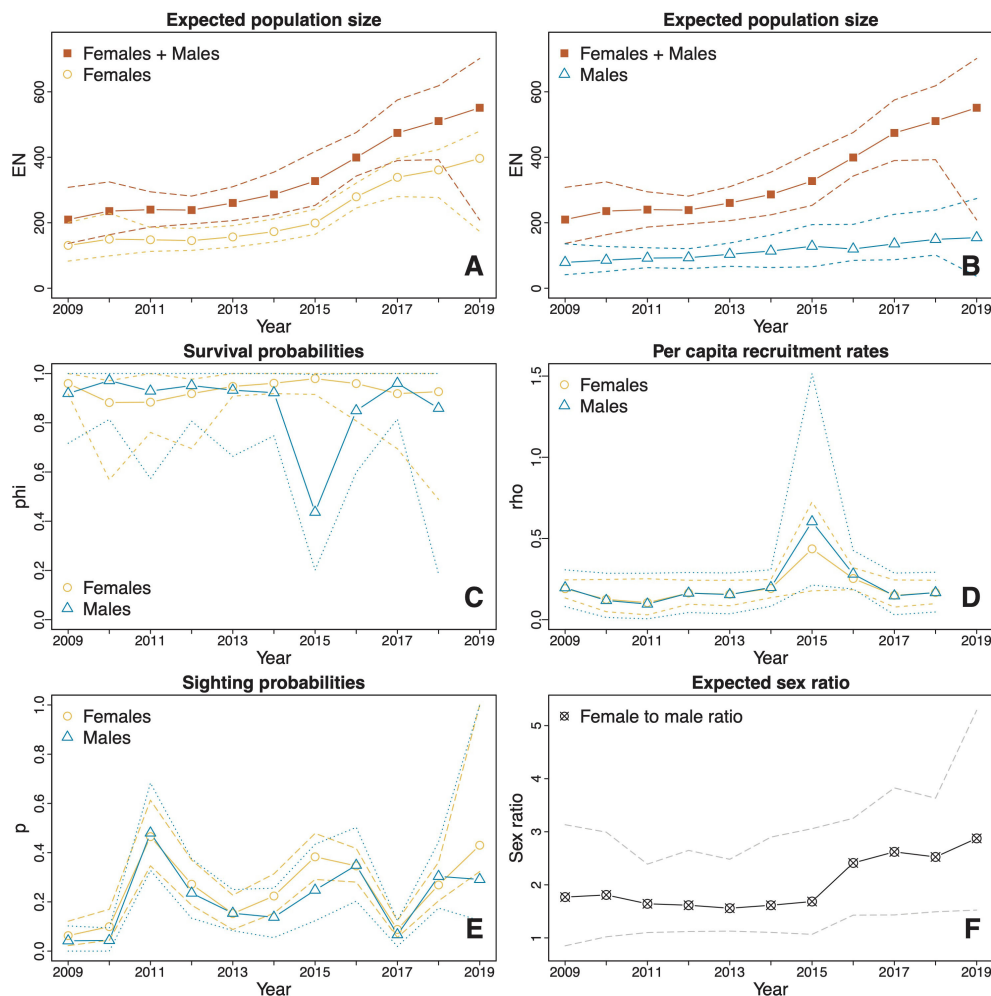 Expected population size
Females + Males
Females
EN
0 200 400 600
A
2009 2011 2013 2015 2017 2019
Year
Expected population size
Females + Males
Males
EN
0 200 400 600
B
2009 2011 2013 2015 2017 2019
Year
Survival probabilities
phi
0.0 0.2 0.4 0.6 0.8 1.0
Females
Males
C
2009 2011 2013 2015 2017 2019
Year
Per capita recruitment rates
Females
Males
rho
0.0 0.5 1.0 1.5
D
2009 2011 2013 2015 2017 2019
Year
Sighting probabilities
Females
Males
p
0.0 0.2 0.4 0.6 0.8 1.0
E
2009 2011 2013 2015 2017 2019
Year
Expected sex ratio
Female to male ratio
Sex ratio
1 2 3 4 5
F
2009 2011 2013 2015 2017 2019
Year